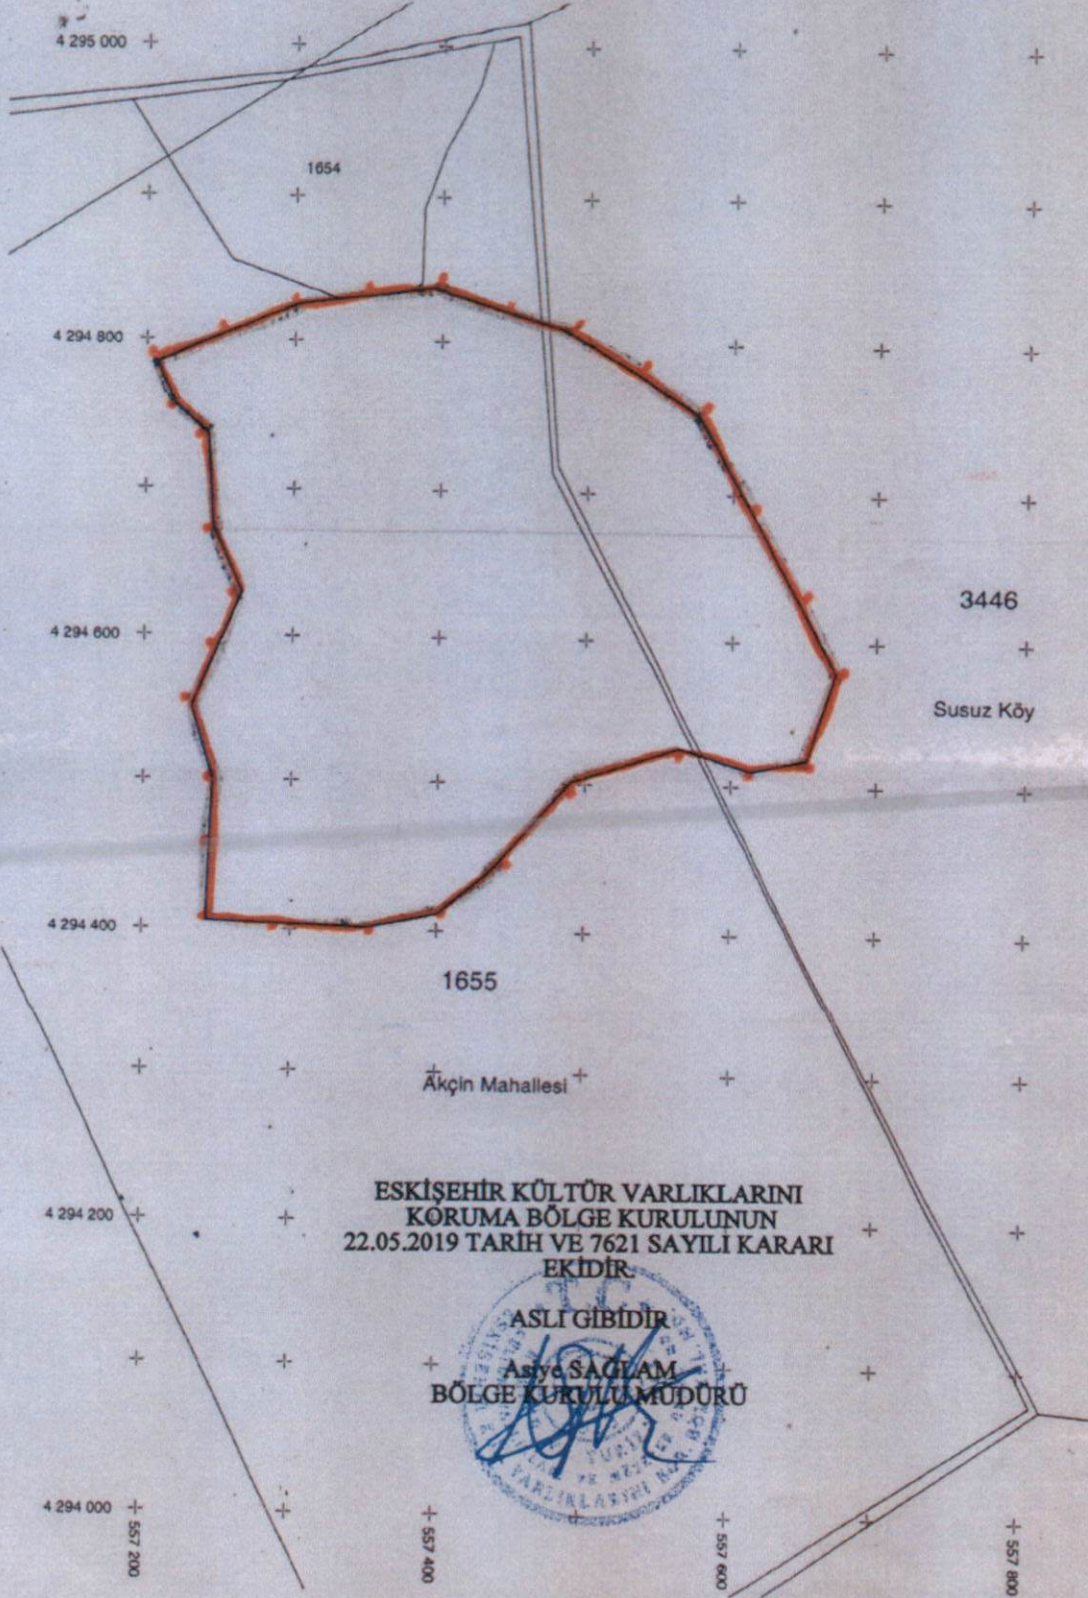 4 295 000
1654
4 294 800
4 294 600
3446
Susuz Köy
4 294 400
1655
Akçin Mahallesi
4 294 200
ESKİŞEHİR KÜLTÜR VARLIKLARINI
KORUMA BÖLGE KURULUNUN
22.05.2019 TARİH VE 7621 SAYILI KARARI
EKİDİR.
T.C.
ASLI GİBİDİR
Asiye SAĞLAM
BÖLGE KURULU MÜDÜRÜ
VARLIKLARINI
4 294 000
557 200
557 400
557 600
557 800